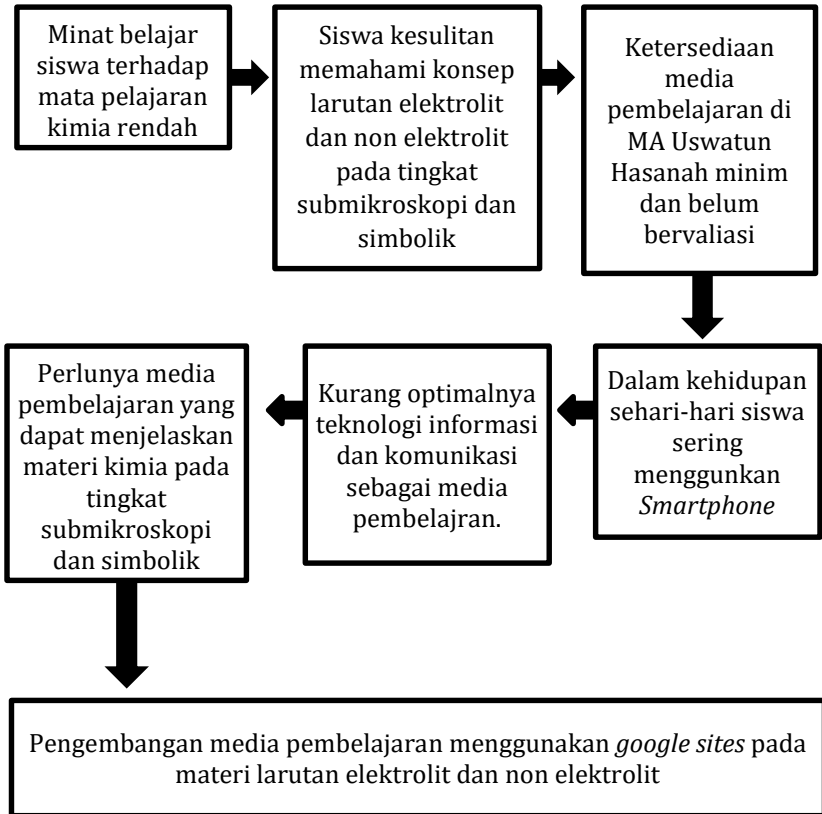 Minat belajar
siswa terhadap
mata pelajaran
kimia rendah
Siswa kesulitan
memahami konsep
larutan elektrolit
dan non elektrolit
pada tingkat
submikroskopi dan
simbolik
Ketersediaan
media
pembelajaran di
MA Uswatun
Hasanah minim
dan belum
bervaliasi
Dalam kehidupan
sehari-hari siswa
sering
menggunkan
Smartphone
Kurang optimalnya
teknologi informasi
dan komunikasi
sebagai media
pembelajran.
Perlunya media
pembelajaran yang
dapat menjelaskan
materi kimia pada
tingkat
submikroskopi
dan simbolik
Pengembangan media pembelajaran menggunakan google sites pada
materi larutan elektrolit dan non elektrolit